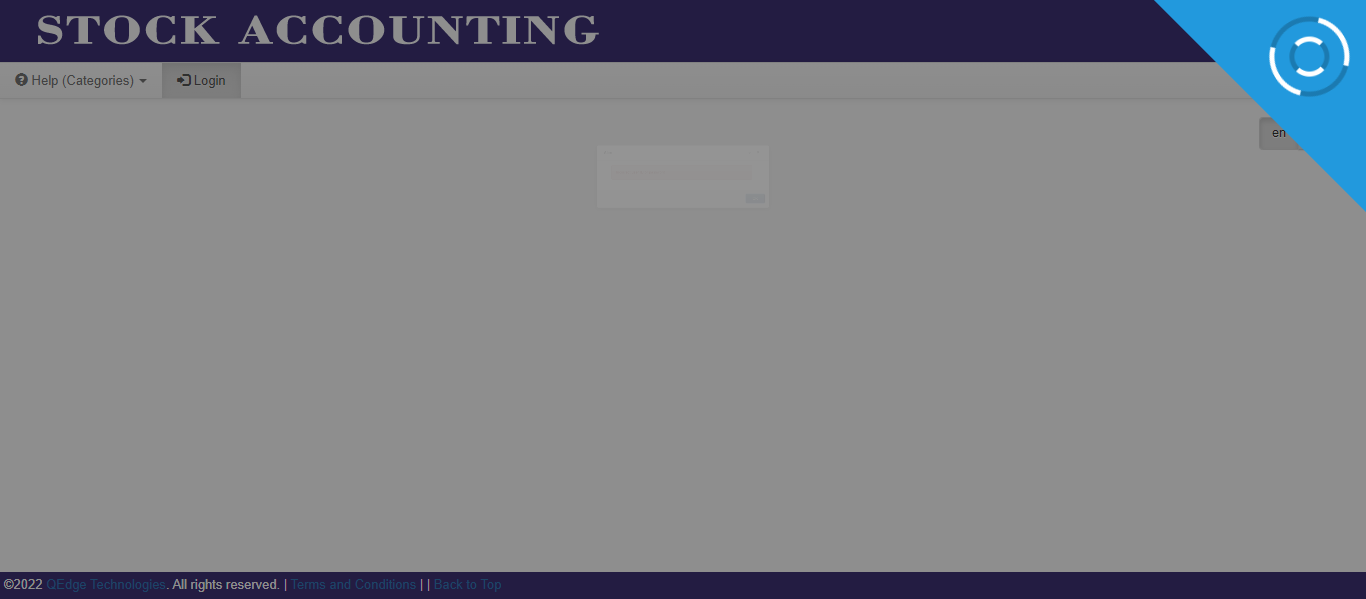 STOCK ACCOUNTING
Help (Categories) Login
en
©2022 QEdge Technologies. All rights reserved. | Terms and Conditions | | Back to Top